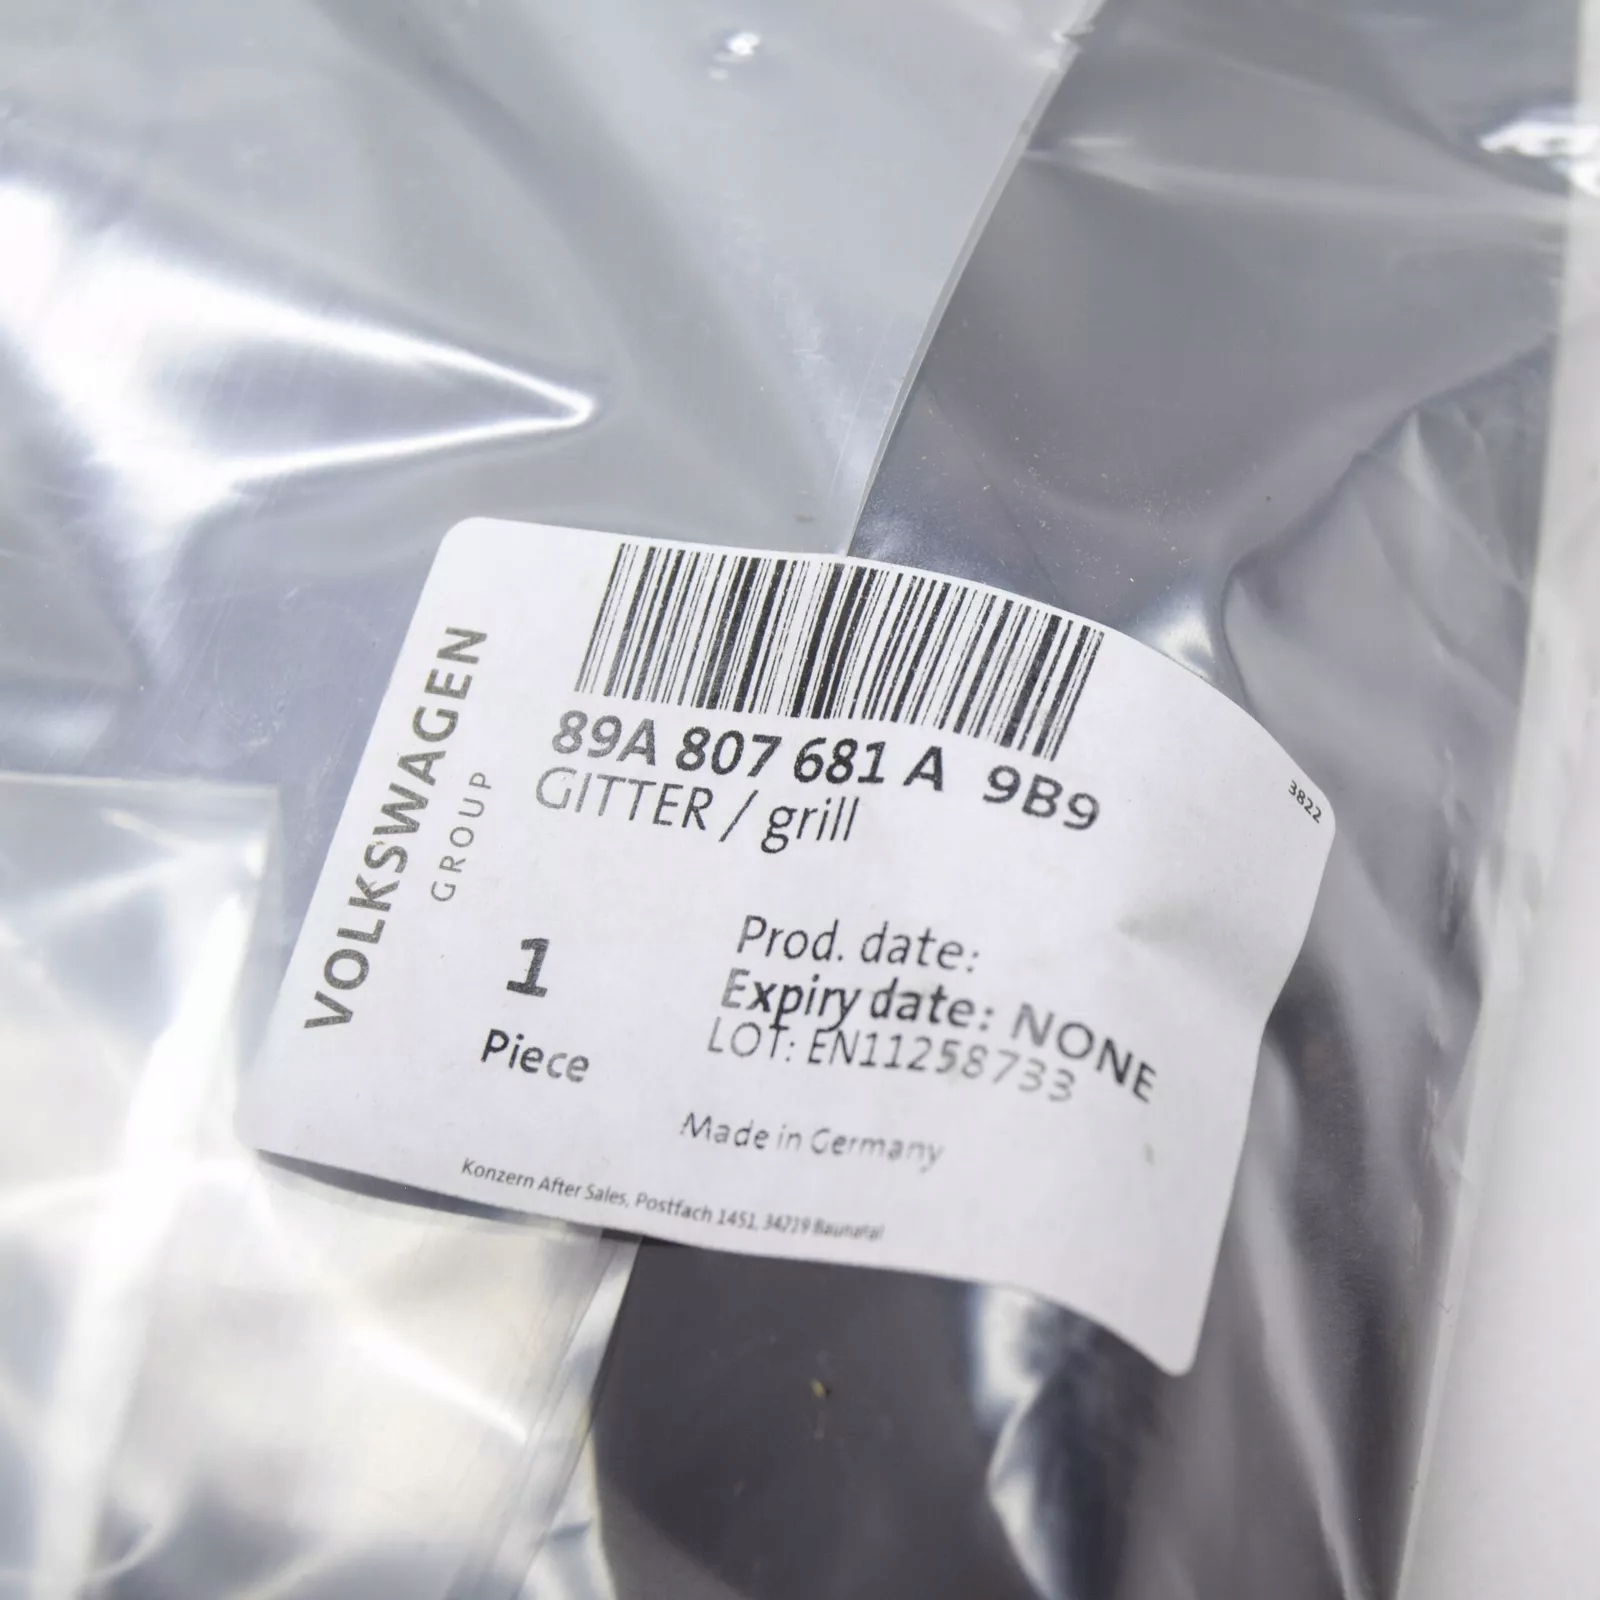 VOLKSWAGEN
GROUP
89A 807 681 A 9B9
GITTER / grill
3822
1
Piece
Prod. date:
Expiry date: NONE
LOT: EN11258733
Made in Germany
Konzern After Sales, Postfach 1451, 34219 Baunatal